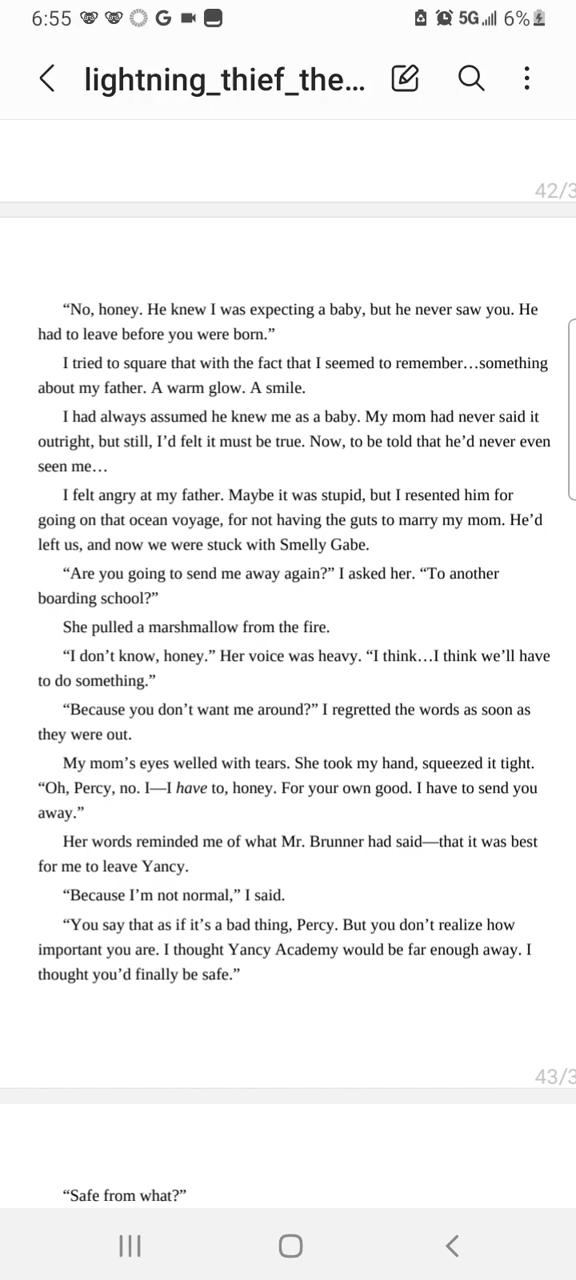 6:55 G 5G 6%
lightning_thief_the...
42/3
“No, honey. He knew I was expecting a baby, but he never saw you. He
had to leave before you were born.”
I tried to square that with the fact that I seemed to remember…something
about my father. A warm glow. A smile.
I had always assumed he knew me as a baby. My mom had never said it
outright, but still, I’d felt it must be true. Now, to be told that he’d never even
seen me…
I felt angry at my father. Maybe it was stupid, but I resented him for
going on that ocean voyage, for not having the guts to marry my mom. He’d
left us, and now we were stuck with Smelly Gabe.
“Are you going to send me away again?” I asked her. “To another
boarding school?”
She pulled a marshmallow from the fire.
“I don’t know, honey.” Her voice was heavy. “I think…I think we’ll have
to do something.”
“Because you don’t want me around?” I regretted the words as soon as
they were out.
My mom’s eyes welled with tears. She took my hand, squeezed it tight.
“Oh, Percy, no. I—I have to, honey. For your own good. I have to send you
away.”
Her words reminded me of what Mr. Brunner had said—that it was best
for me to leave Yancy.
“Because I’m not normal,” I said.
“You say that as if it’s a bad thing, Percy. But you don’t realize how
important you are. I thought Yancy Academy would be far enough away. I
thought you’d finally be safe.”
43/3
“Safe from what?”